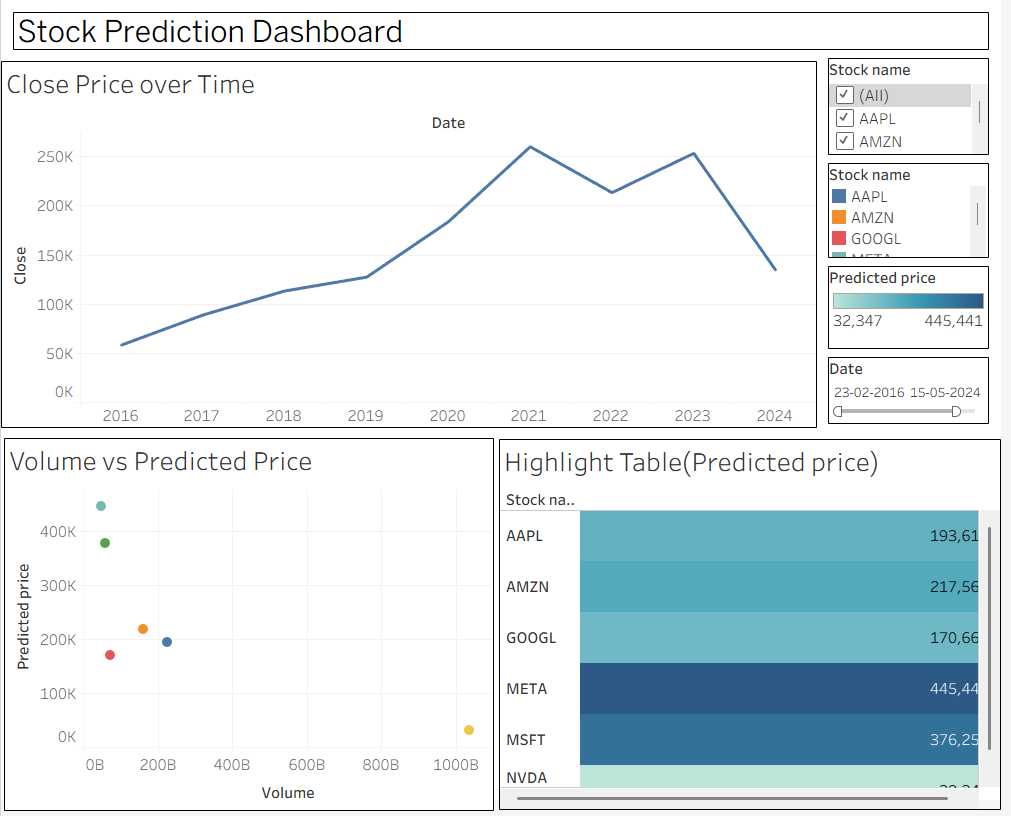 Stock Prediction Dashboard
Close Price over Time
Date
250K
200K
150K
100K
50K
0K
Close
2016 2017 2018 2019 2020 2021 2022 2023 2024
Stock name
(All)
AAPL
AMZN
Stock name
AAPL
AMZN
GOOGL
META
Predicted price
32,347 445,441
Date
23-02-2016 15-05-2024
Volume vs Predicted Price
400K
300K
200K
100K
0K
Predicted price
0B 200B 400B 600B 800B 1000B
Volume
Highlight Table(Predicted price)
Stock na..
AAPL 193,61
AMZN 217,56
GOOGL 170,66
META 445,44
MSFT 376,25
NVDA